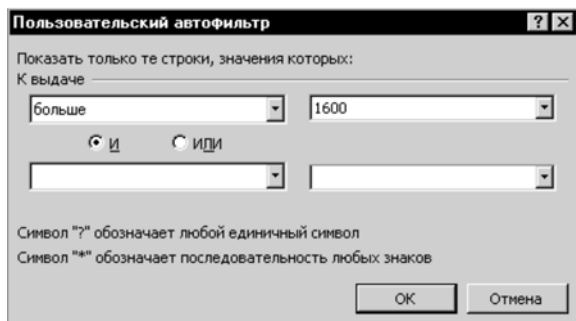 Пользовательский автофильтр
Показать только те строки, значения которых:
К выдаче
больше 1600
И ИЛИ
Символ "?" обозначает любой единичный символ
Символ "*" обозначает последовательность любых знаков
ОК Отмена